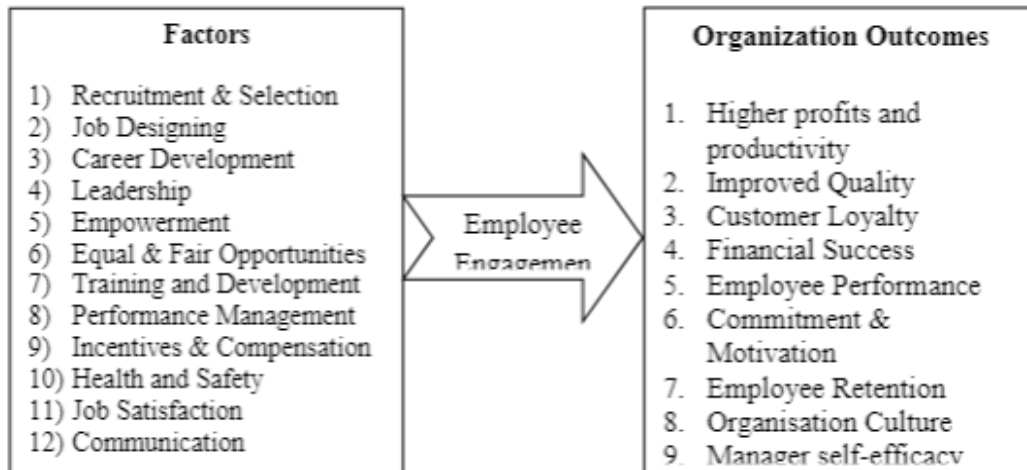 Factors
1) Recruitment & Selection
2) Job Designing
3) Career Development
4) Leadership
5) Empowerment
6) Equal & Fair Opportunities
7) Training and Development
8) Performance Management
9) Incentives & Compensation
10) Health and Safety
11) Job Satisfaction
12) Communication
Employee
Engagemen
Organization Outcomes
1. Higher profits and
productivity
2. Improved Quality
3. Customer Loyalty
4. Financial Success
5. Employee Performance
6. Commitment &
Motivation
7. Employee Retention
8. Organisation Culture
9. Manager self-efficacy